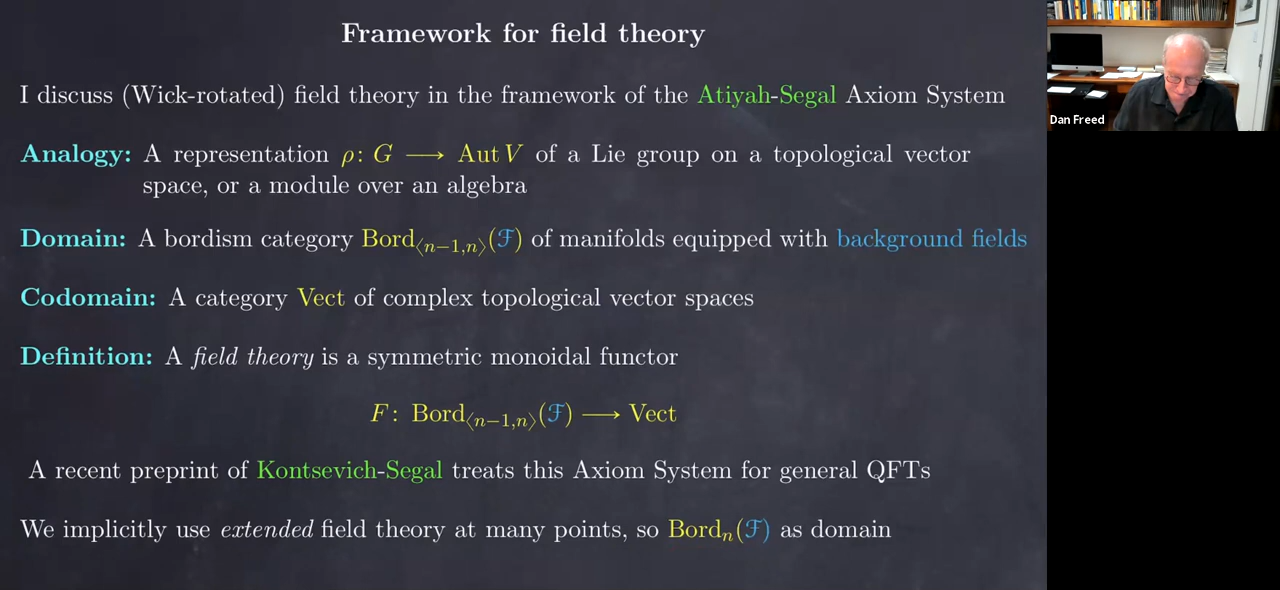 Framework for field theory
I discuss (Wick-rotated) field theory in the framework of the Atiyah-Segal Axiom System
Analogy: A representation ρ: G ⟶ Aut V of a Lie group on a topological vector
space, or a module over an algebra
Domain: A bordism category Bord⟨n−1,n⟩(ℱ) of manifolds equipped with background fields
Codomain: A category Vect of complex topological vector spaces
Definition: A field theory is a symmetric monoidal functor
F: Bord⟨n−1,n⟩(ℱ) ⟶ Vect
A recent preprint of Kontsevich-Segal treats this Axiom System for general QFTs
We implicitly use extended field theory at many points, so Bordn(ℱ) as domain
Dan Freed